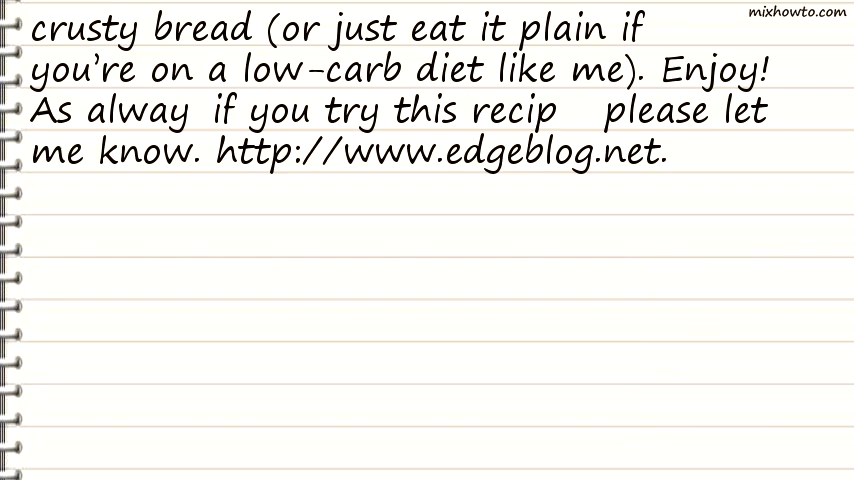 mixhowto.com
crusty bread (or just eat it plain if
you're on a low-carb diet like me). Enjoy!
As alway if you try this recip please let
me know. http://www.edgeblog.net.